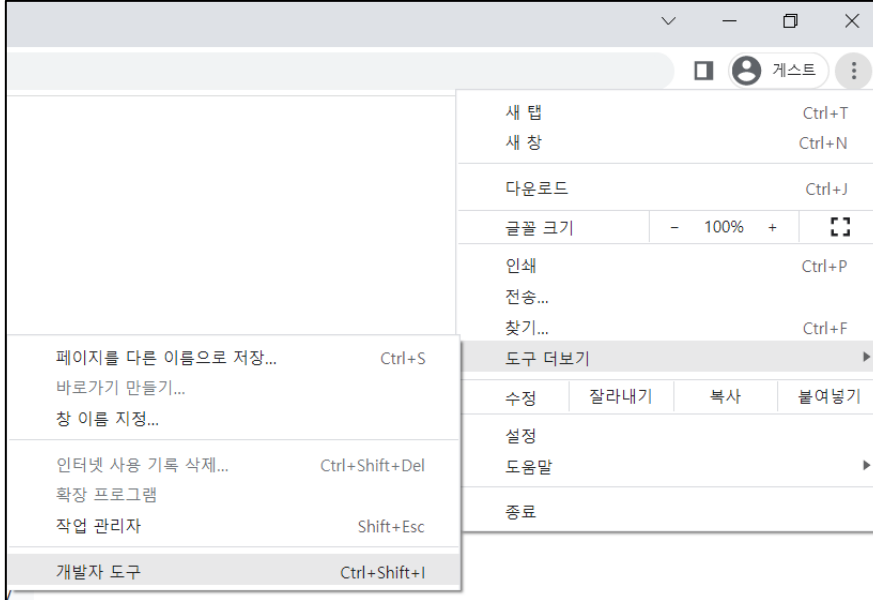 게스트
새 탭 Ctrl+T
새 창 Ctrl+N
다운로드 Ctrl+J
글꼴 크기 - 100% +
인쇄 Ctrl+P
전송...
찾기... Ctrl+F
도구 더보기
수정 잘라내기 복사 붙여넣기
설정
도움말
종료
페이지를 다른 이름으로 저장... Ctrl+S
바로가기 만들기...
창 이름 지정...
인터넷 사용 기록 삭제... Ctrl+Shift+Del
확장 프로그램
작업 관리자 Shift+Esc
개발자 도구 Ctrl+Shift+I